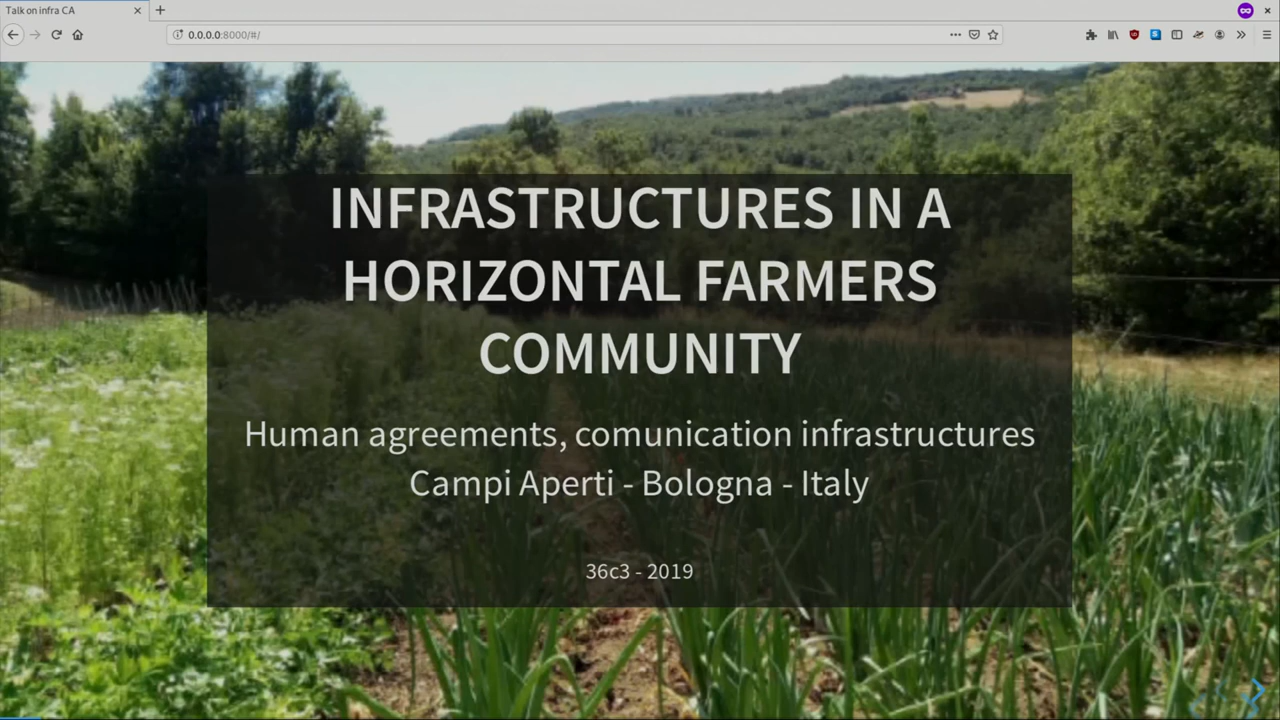 Talk on infra CA
0.0.0.0:8000/#/
INFRASTRUCTURES IN A
HORIZONTAL FARMERS
COMMUNITY
Human agreements, comunication infrastructures
Campi Aperti - Bologna - Italy
36c3 - 2019